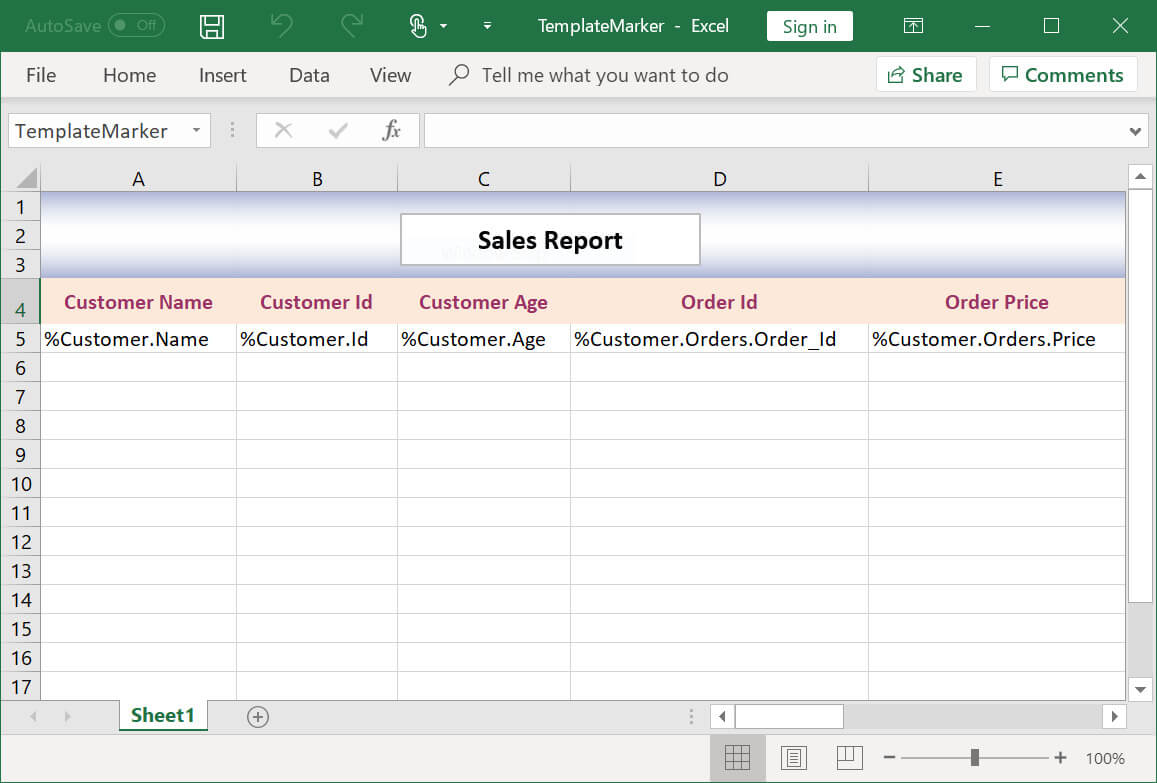 AutoSave Off TemplateMarker - Excel Sign in
File Home Insert Data View Tell me what you want to do Share Comments
TemplateMarker fx
A B C D E
1
2 Sales Report
3
4 Customer Name Customer Id Customer Age Order Id Order Price
5 %Customer.Name %Customer.Id %Customer.Age %Customer.Orders.Order_Id %Customer.Orders.Price
6
7
8
9
10
11
12
13
14
15
16
17
Sheet1
100%